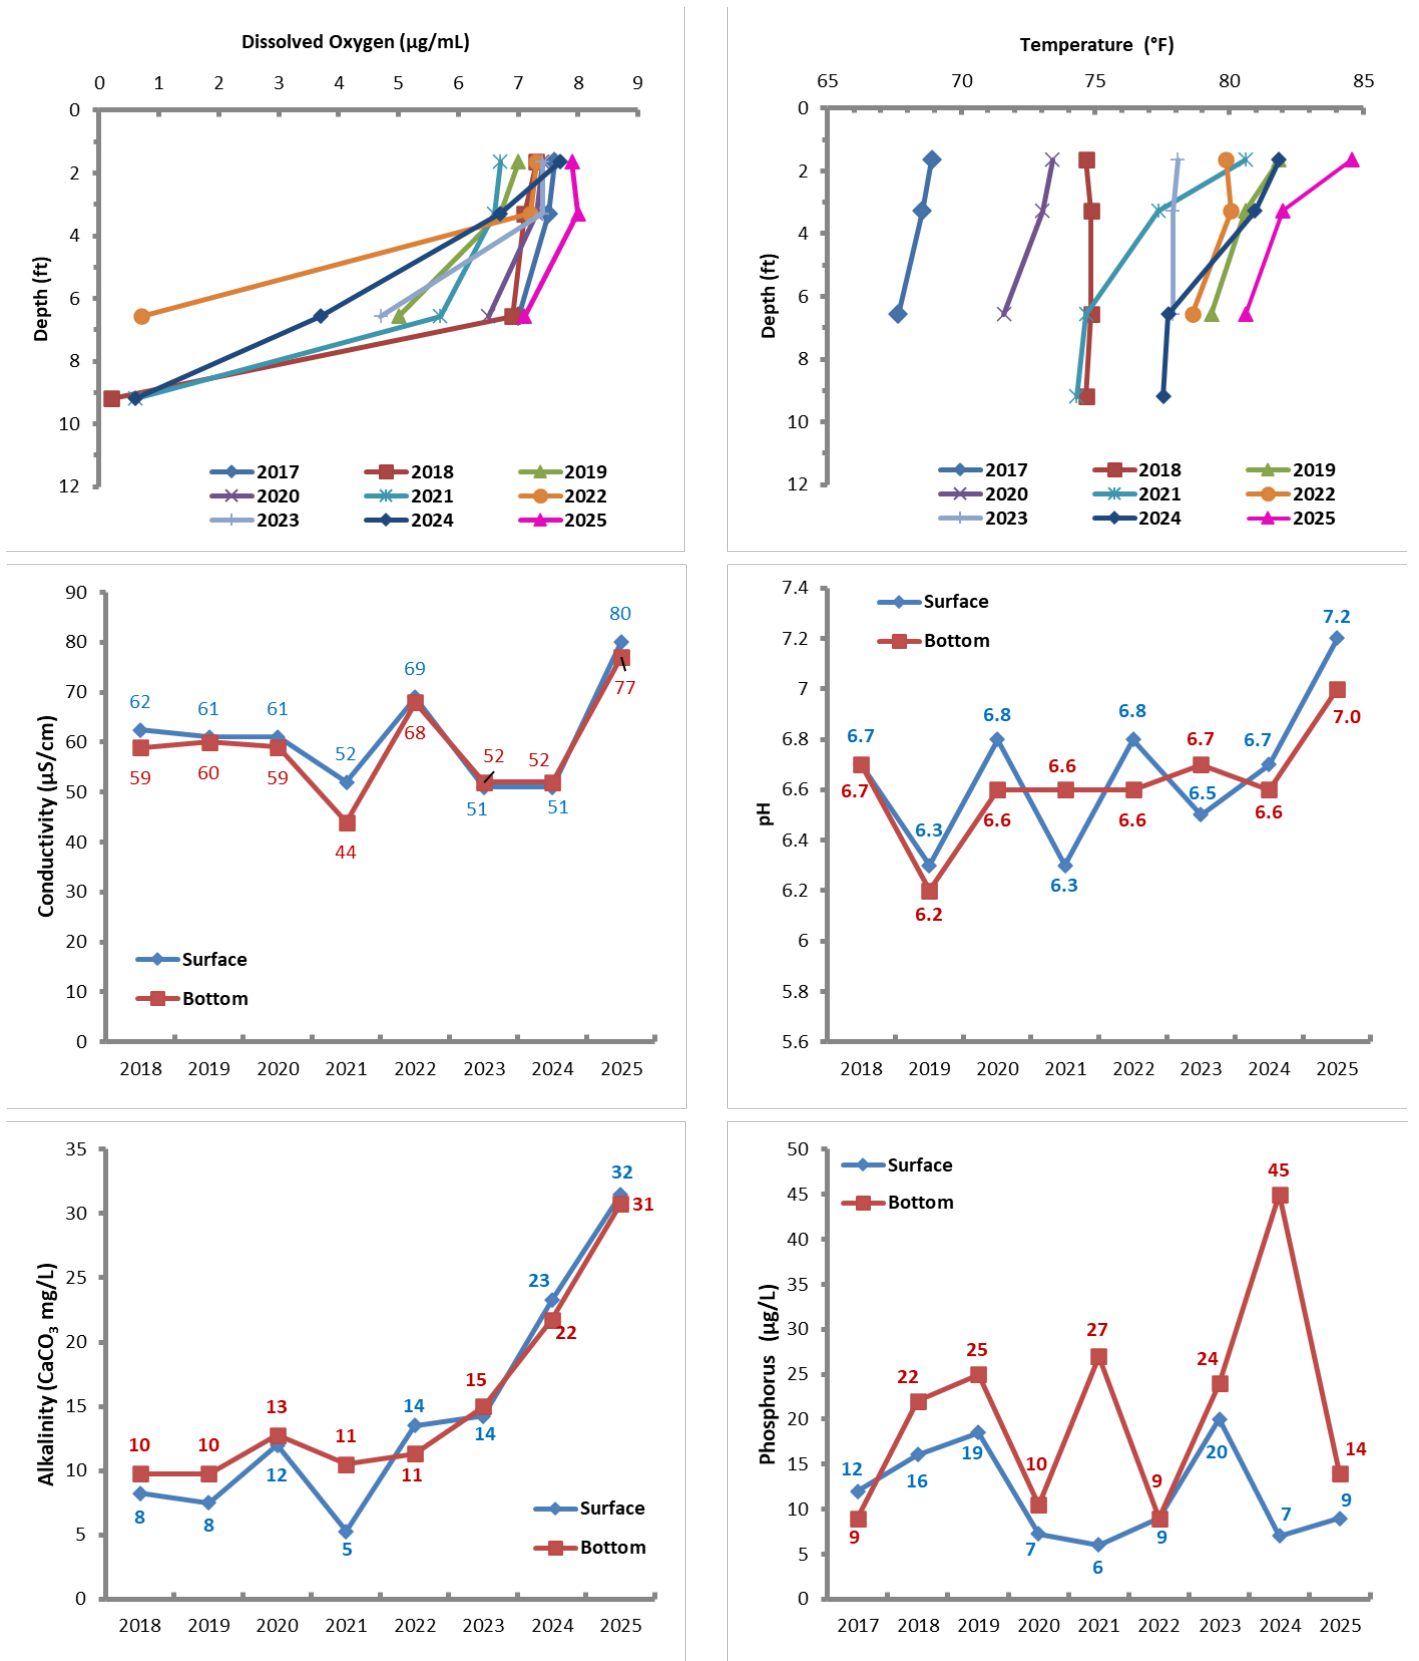 Dissolved Oxygen (µg/mL)
0 1 2 3 4 5 6 7 8 9
0
2
4
6
8
10
12
Depth (ft)
2017 2018 2019
2020 2021 2022
2023 2024 2025
Temperature (°F)
65 70 75 80 85
0
2
4
6
8
10
12
Depth (ft)
2017 2018 2019
2020 2021 2022
2023 2024 2025
Conductivity (µS/cm)
90
80
70
60
50
40
30
20
10
0
62 61 61 52 69 51 51 80
59 60 59 44 68 52 52 77
Surface
Bottom
2018 2019 2020 2021 2022 2023 2024 2025
pH
7.4
7.2
7
6.8
6.6
6.4
6.2
6
5.8
5.6
Surface
Bottom
6.7 6.3 6.8 6.3 6.8 6.5 6.7 7.2
6.7 6.2 6.6 6.6 6.6 6.7 6.6 7.0
2018 2019 2020 2021 2022 2023 2024 2025
Alkalinity (CaCO₃ mg/L)
35
30
25
20
15
10
5
0
8 8 12 5 14 14 23 32
10 10 13 11 11 15 22 31
Surface
Bottom
2018 2019 2020 2021 2022 2023 2024 2025
Phosphorus (µg/L)
50
45
40
35
30
25
20
15
10
5
0
Surface
Bottom
12 16 19 7 6 9 20 7 9
9 22 25 10 27 9 24 45 14
2017 2018 2019 2020 2021 2022 2023 2024 2025